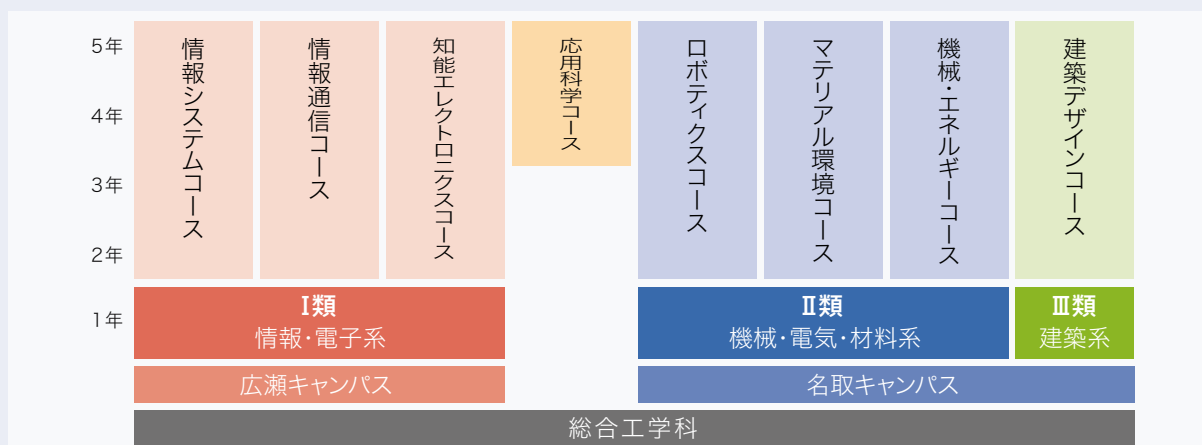 5年
4年
3年
2年
1年
情報システムコース
情報通信コース
知能エレクトロニクスコース
応用科学コース
ロボティクスコース
マテリアル環境コース
機械・エネルギーコース
建築デザインコース
Ⅰ類
情報・電子系
Ⅱ類
機械・電気・材料系
Ⅲ類
建築系
広瀬キャンパス
名取キャンパス
総合工学科